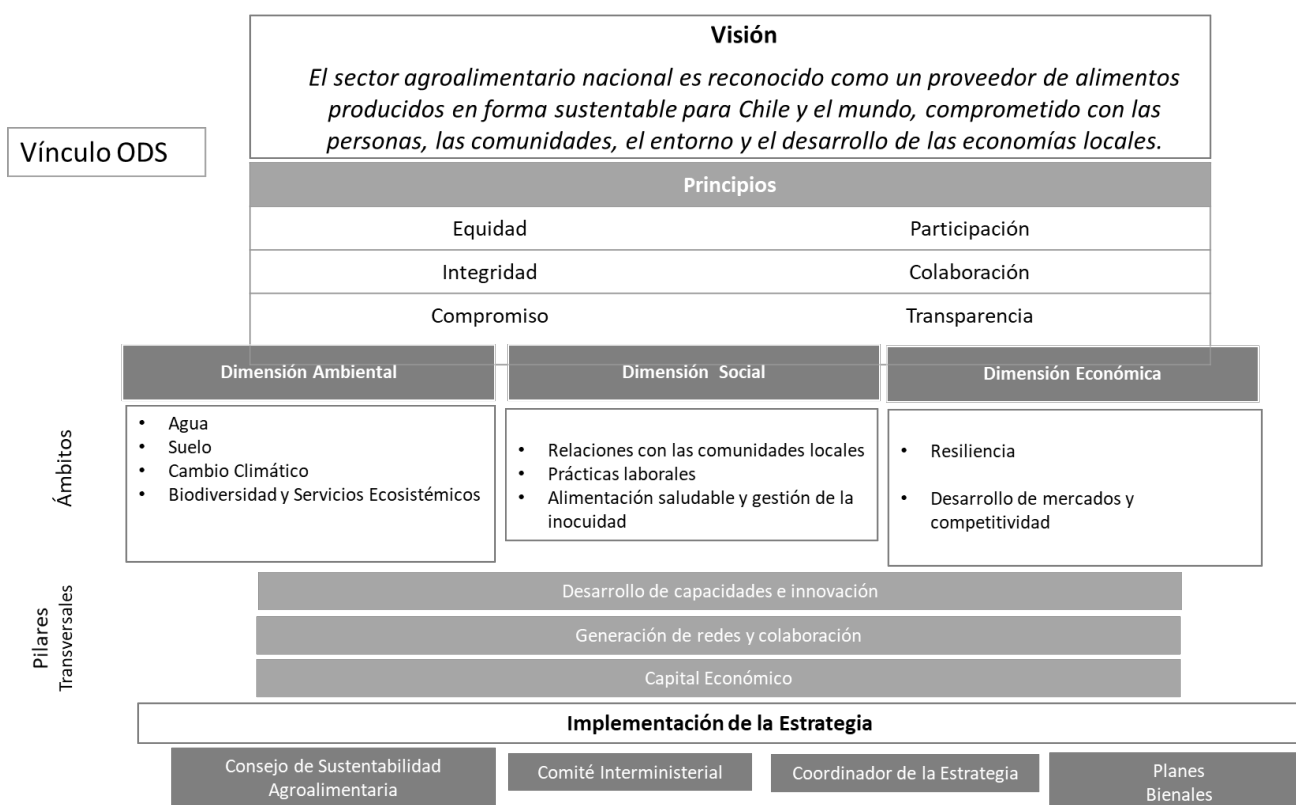 Visión
El sector agroalimentario nacional es reconocido como un proveedor de alimentos
producidos en forma sustentable para Chile y el mundo, comprometido con las
personas, las comunidades, el entorno y el desarrollo de las economías locales.
Vínculo ODS
Principios
Equidad
Participación
Integridad
Colaboración
Compromiso
Transparencia
Dimensión Ambiental
Dimensión Social
Dimensión Económica
Ámbitos
• Agua
• Suelo
• Cambio Climático
• Biodiversidad y Servicios Ecosistémicos
• Relaciones con las comunidades locales
• Prácticas laborales
• Alimentación saludable y gestión de la
inocuidad
• Resiliencia
• Desarrollo de mercados y
competitividad
Pilares
Transversales
Desarrollo de capacidades e innovación
Generación de redes y colaboración
Capital Económico
Implementación de la Estrategia
Consejo de Sustentabilidad
Agroalimentaria
Comité Interministerial
Coordinador de la Estrategia
Planes
Bienales